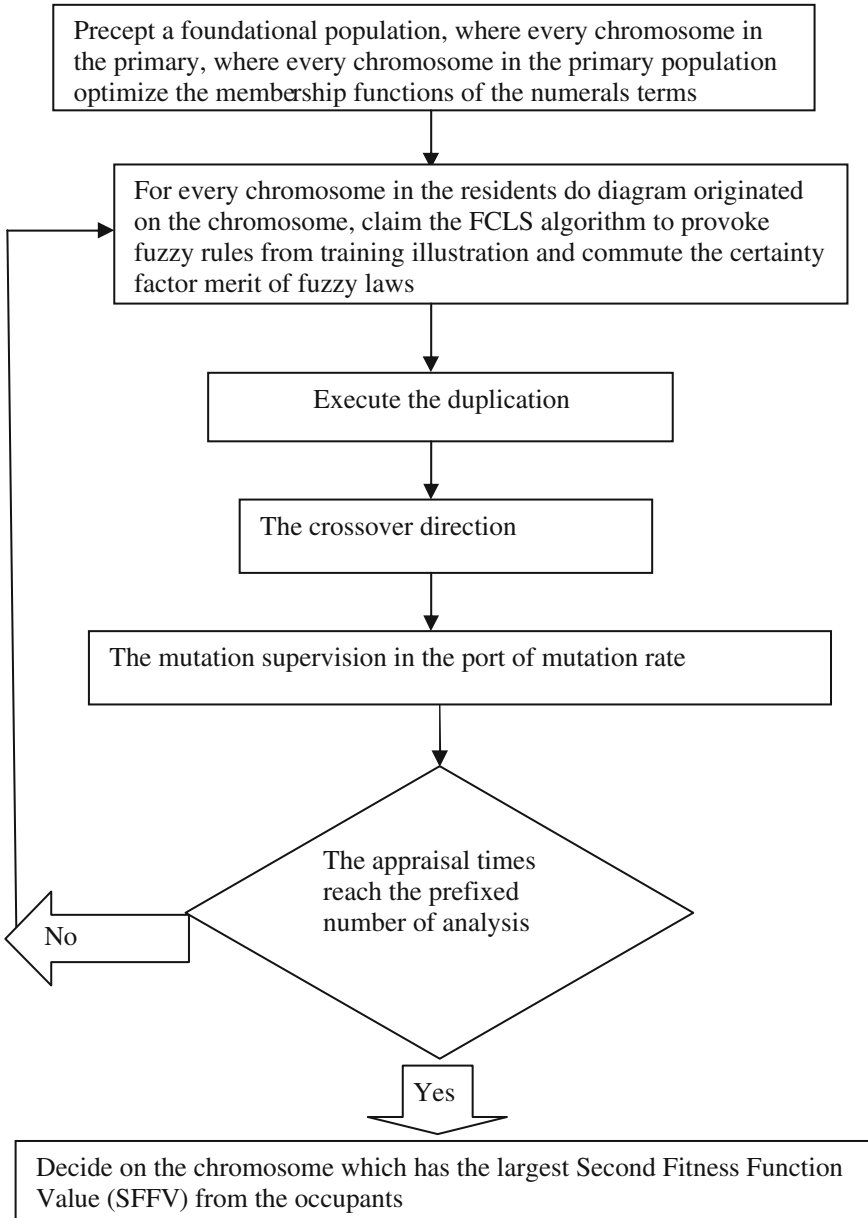 Precept a foundational population, where every chromosome in
the primary, where every chromosome in the primary population
optimize the membership functions of the numerals terms
For every chromosome in the residents do diagram originated
on the chromosome, claim the FCLS algorithm to provoke
fuzzy rules from training illustration and commute the certainty
factor merit of fuzzy laws
Execute the duplication
The crossover direction
The mutation supervision in the port of mutation rate
The appraisal times
reach the prefixed
number of analysis
No
Yes
Decide on the chromosome which has the largest Second Fitness Function
Value (SFFV) from the occupants